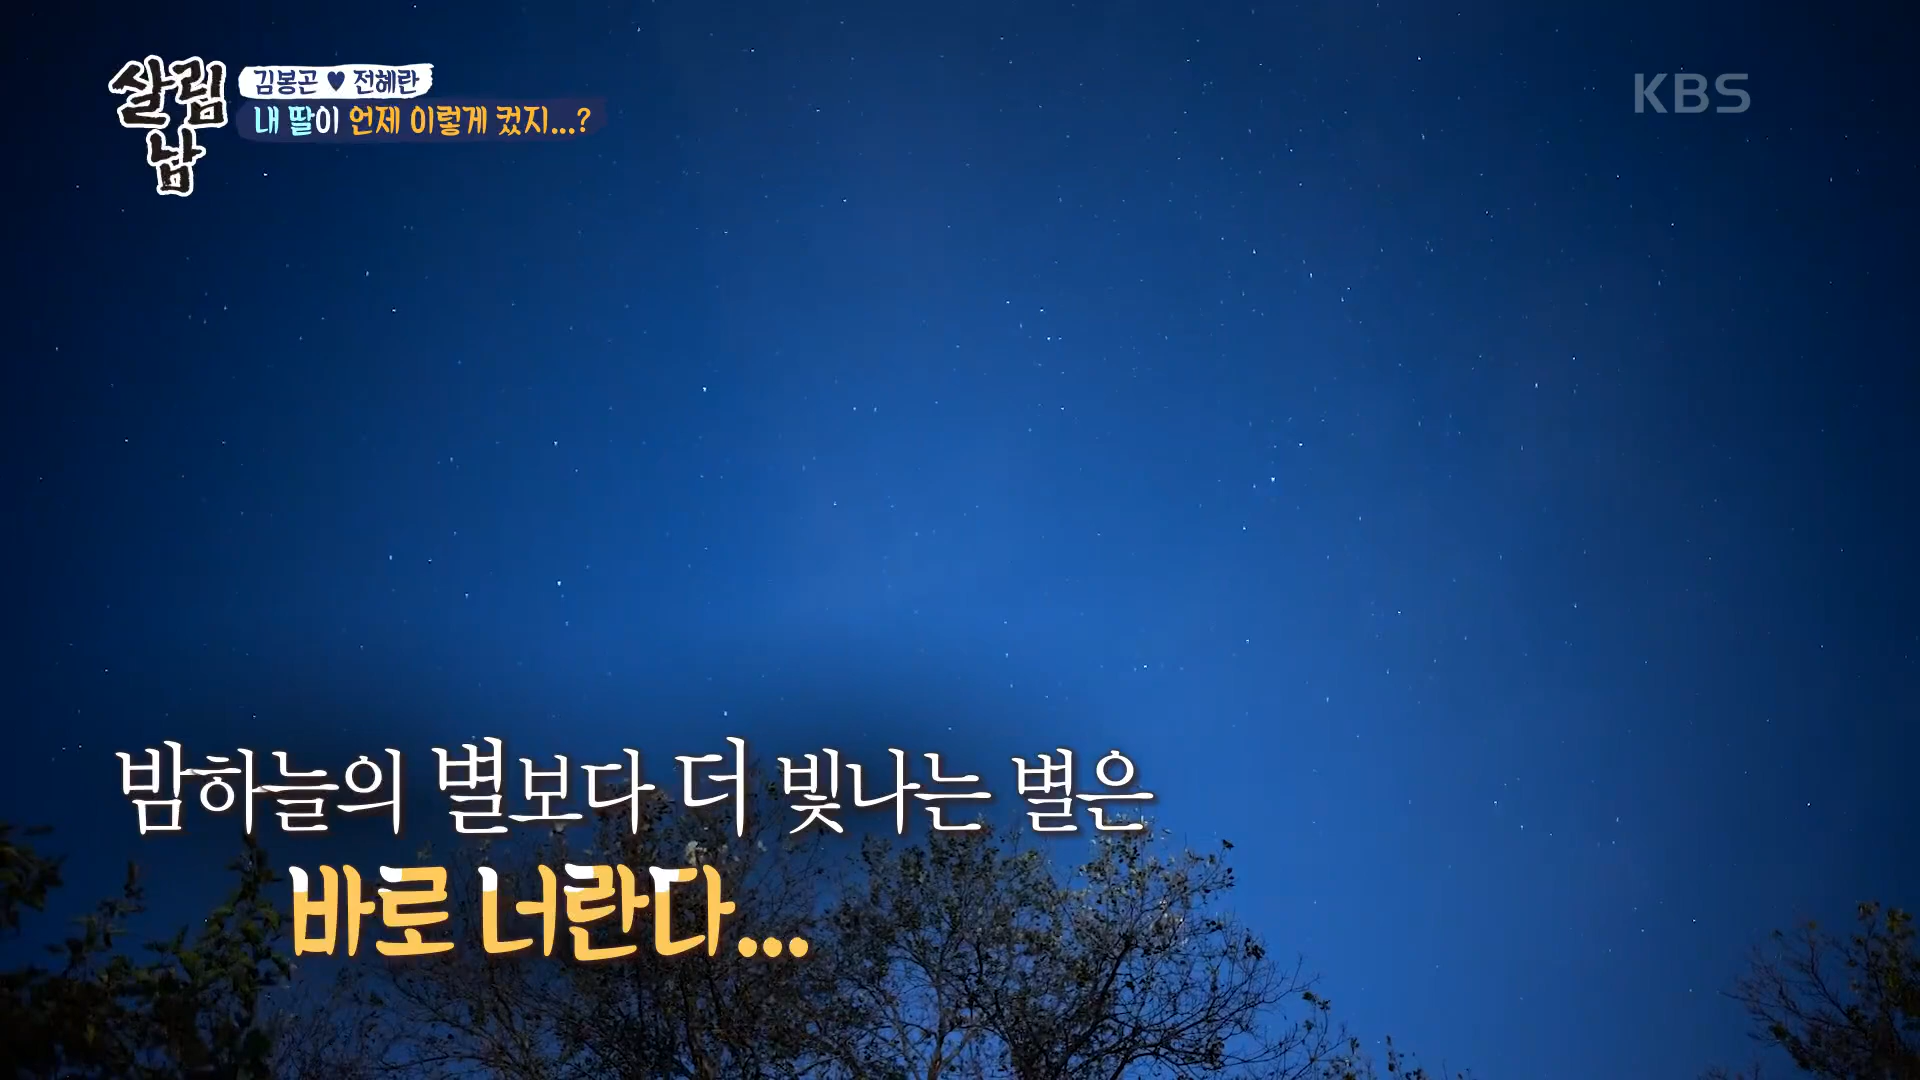 살림남
김봉곤 ♥ 전혜란
내 딸이 언제 이렇게 컸지...?
KBS
밤하늘의 별보다 더 빛나는 별은
바로 너란다...